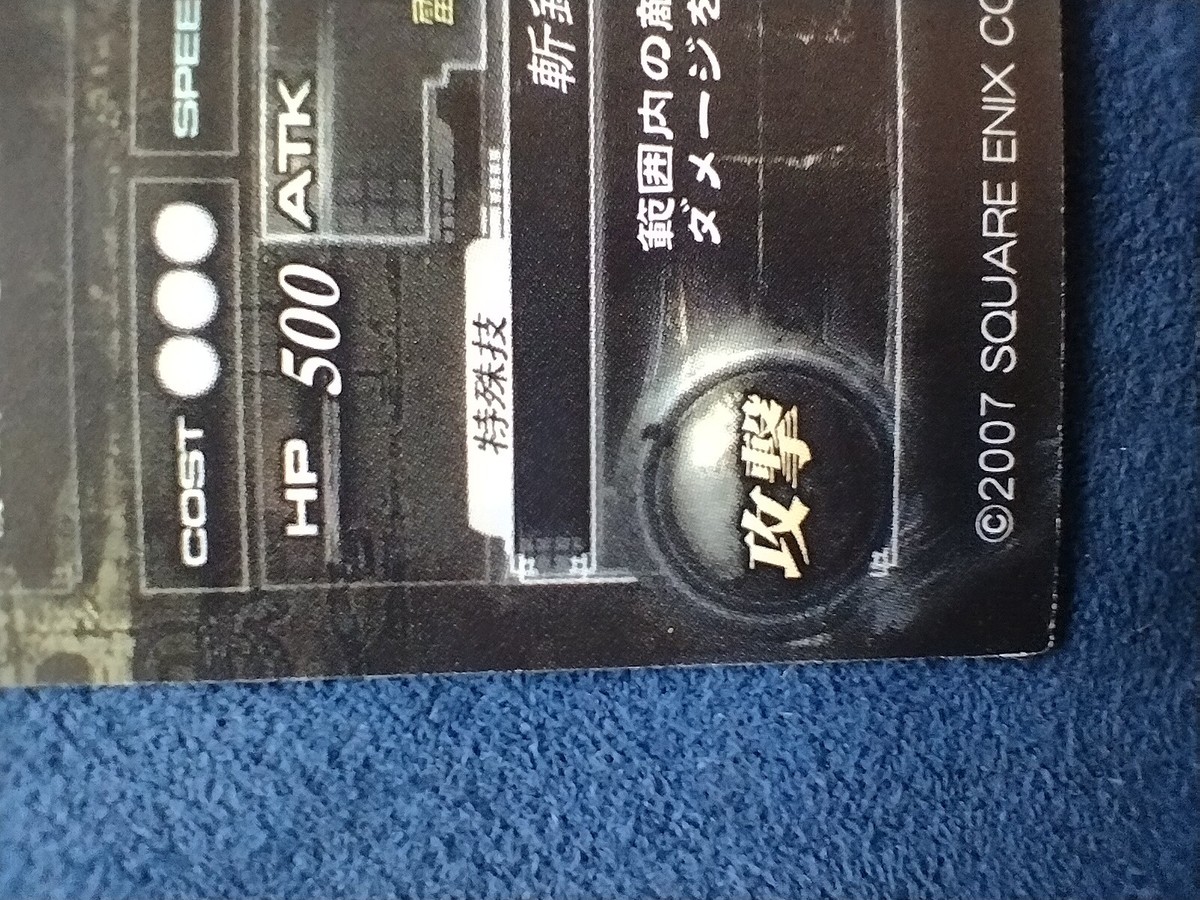 COST SPEE
HP 500 ATK
特殊技
斬
範囲内の
ダメージを
攻撃
©2007 SQUARE ENIX CO